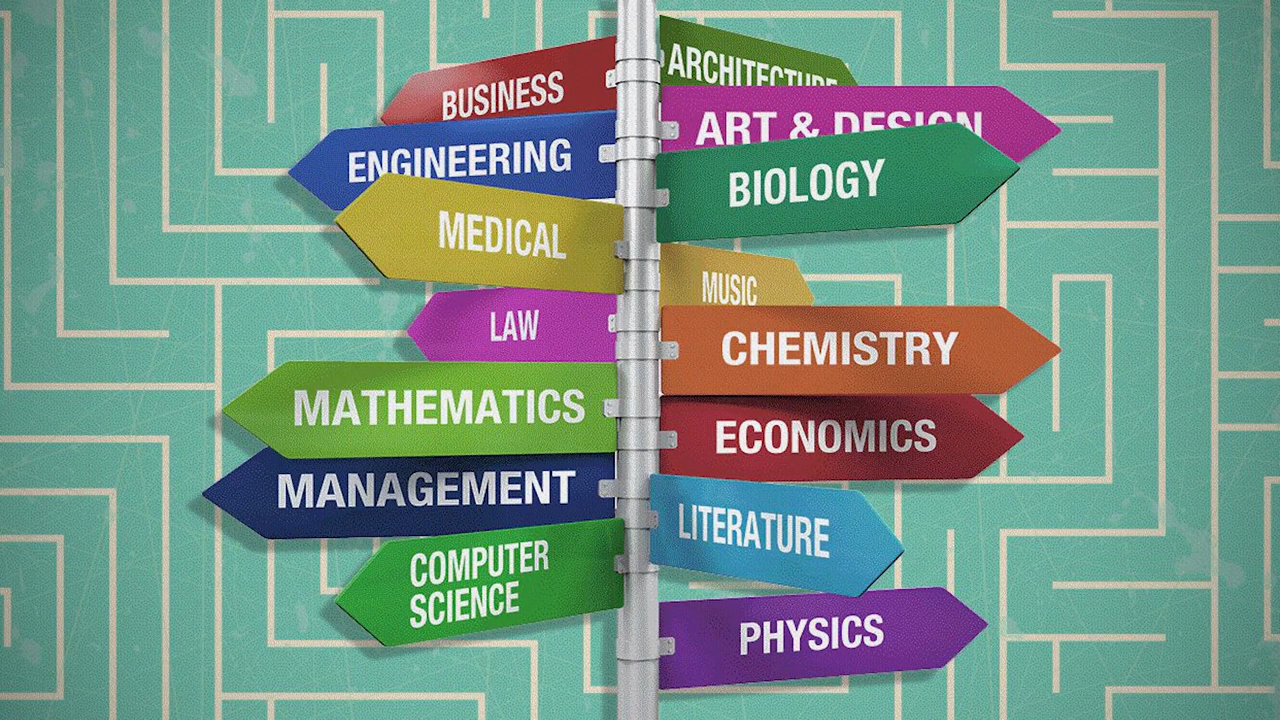 BUSINESS
ENGINEERING
MEDICAL
LAW
MATHEMATICS
MANAGEMENT
COMPUTER
SCIENCE
ARCHITECTURE
ART & DESIGN
BIOLOGY
MUSIC
CHEMISTRY
ECONOMICS
LITERATURE
PHYSICS